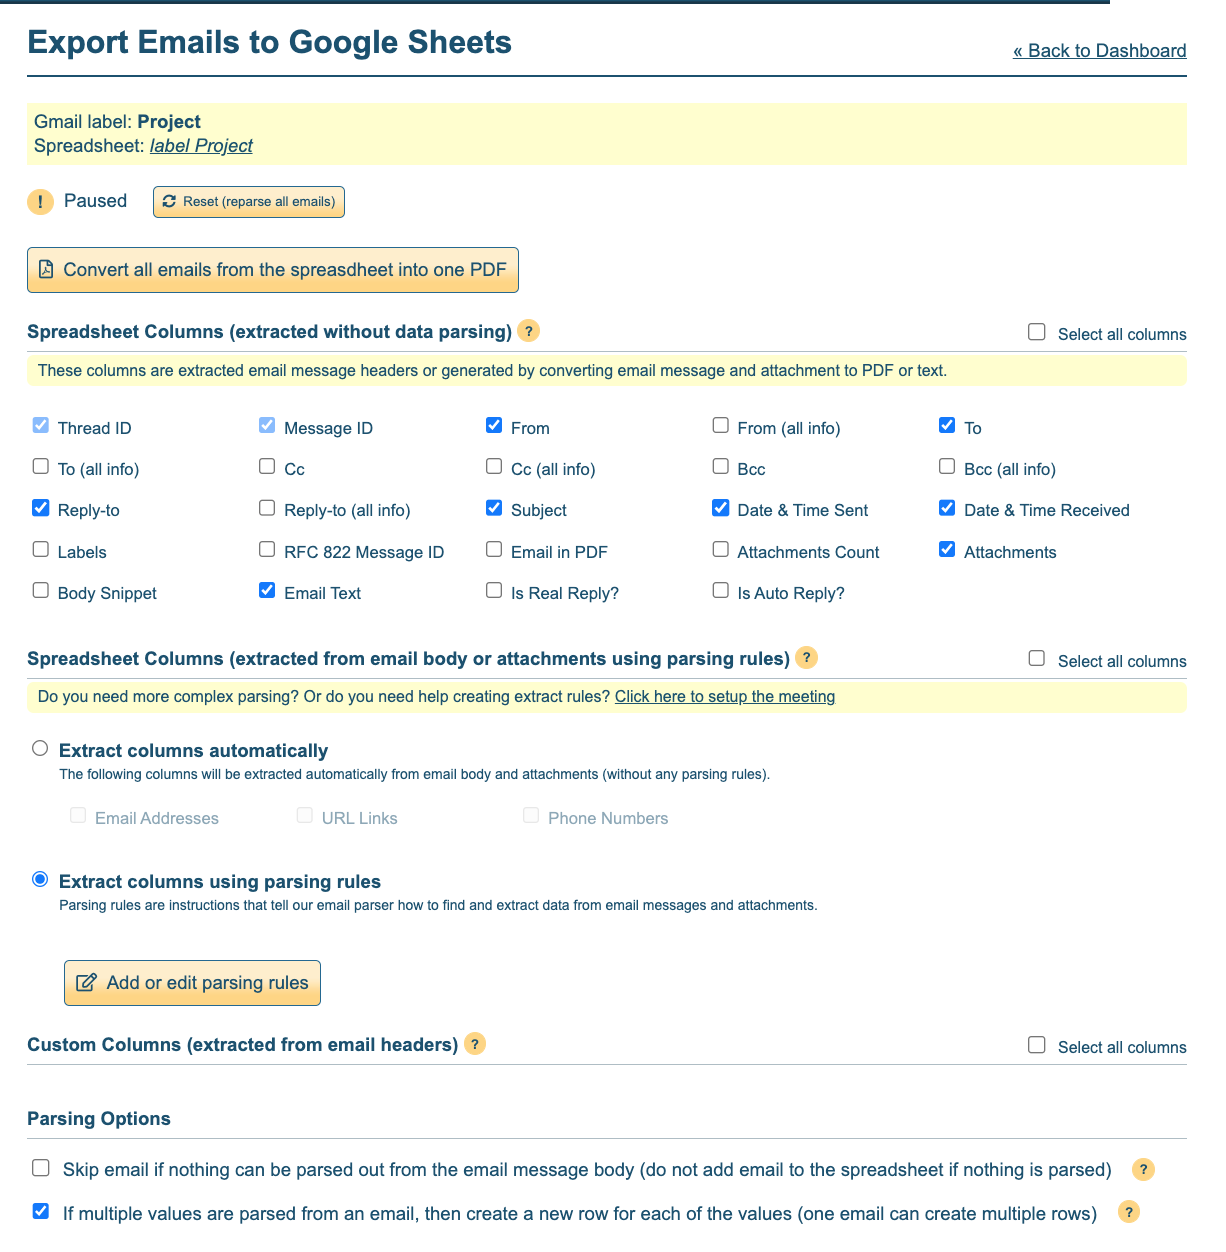 Export Emails to Google Sheets
« Back to Dashboard
Gmail label: Project
Spreadsheet: label Project
! Paused Reset (reparse all emails)
Convert all emails from the spreasdheet into one PDF
Spreadsheet Columns (extracted without data parsing) ? Select all columns
These columns are extracted email message headers or generated by converting email message and attachment to PDF or text.
Thread ID Message ID From From (all info) To
To (all info) Cc Cc (all info) Bcc Bcc (all info)
Reply-to Reply-to (all info) Subject Date & Time Sent Date & Time Received
Labels RFC 822 Message ID Email in PDF Attachments Count Attachments
Body Snippet Email Text Is Real Reply? Is Auto Reply?
Spreadsheet Columns (extracted from email body or attachments using parsing rules) ? Select all columns
Do you need more complex parsing? Or do you need help creating extract rules? Click here to setup the meeting
Extract columns automatically
The following columns will be extracted automatically from email body and attachments (without any parsing rules).
Email Addresses URL Links Phone Numbers
Extract columns using parsing rules
Parsing rules are instructions that tell our email parser how to find and extract data from email messages and attachments.
Add or edit parsing rules
Custom Columns (extracted from email headers) ? Select all columns
Parsing Options
Skip email if nothing can be parsed out from the email message body (do not add email to the spreadsheet if nothing is parsed) ?
If multiple values are parsed from an email, then create a new row for each of the values (one email can create multiple rows) ?